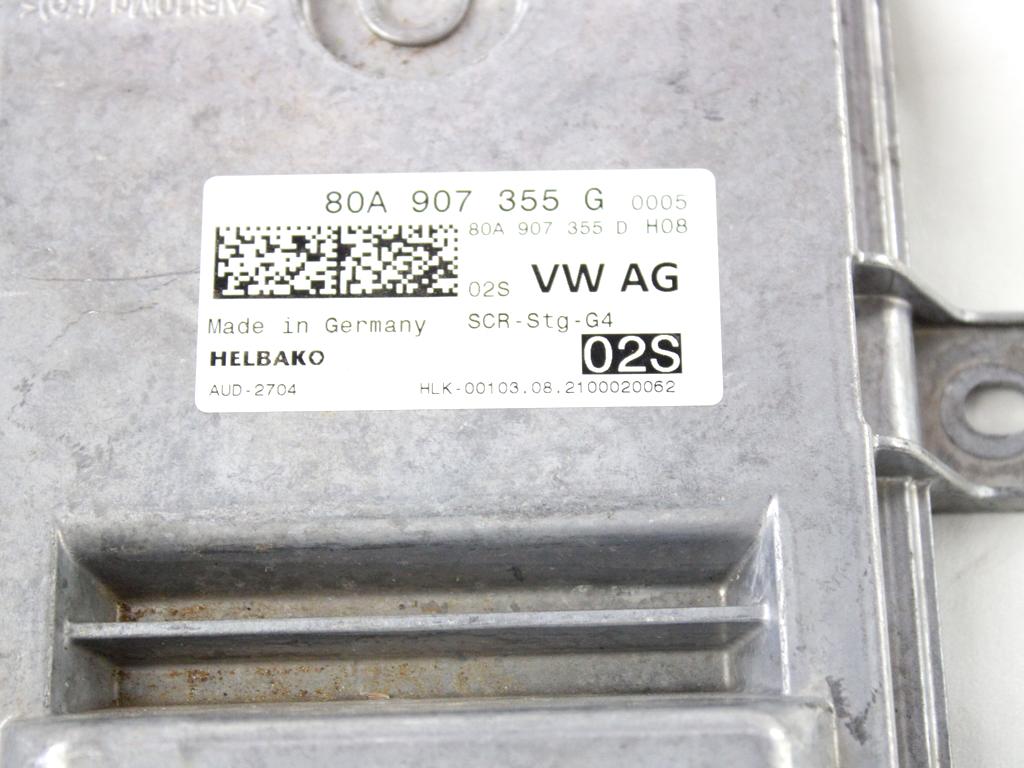 80A 907 355 G 0005
80A 907 355 D H08
02S VW AG
Made in Germany SCR-Stg-G4
HELBAKO 02S
AUD-2704 HLK-00103.08.2100020062